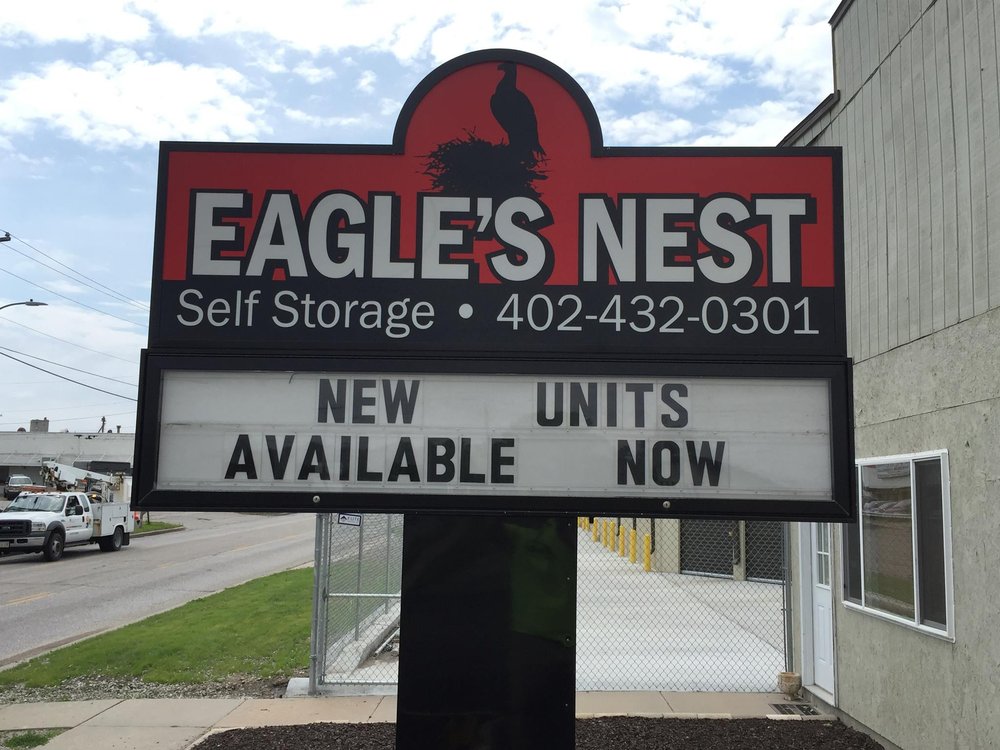 EAGLE'S NEST
Self Storage • 402-432-0301
NEW UNITS
AVAILABLE NOW